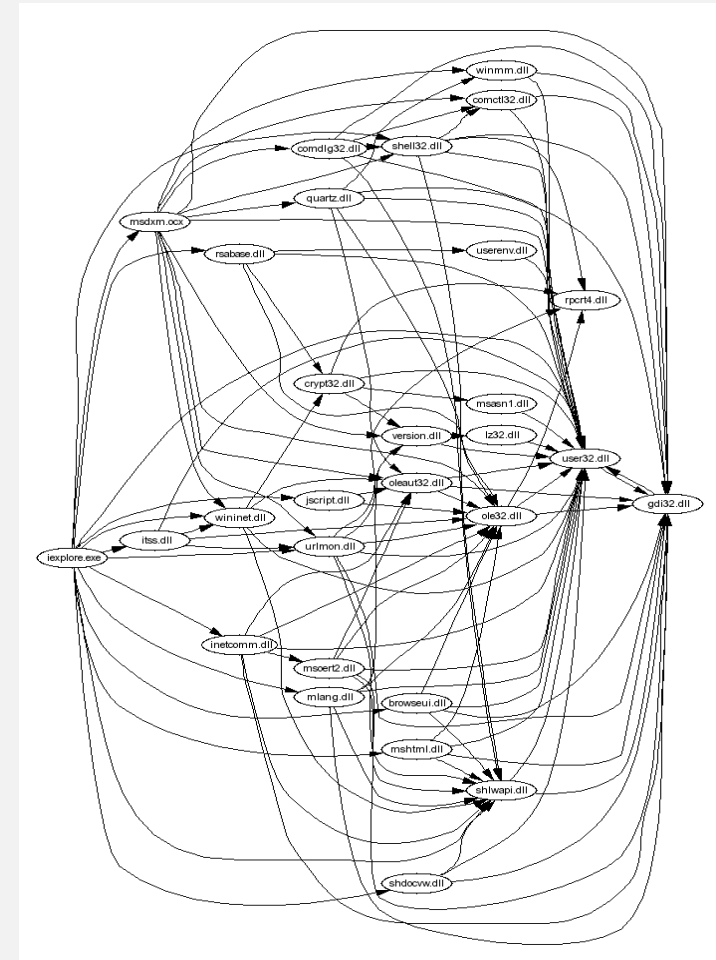 winmm.dll
comctl32.dll
comdlg32.dll
shell32.dll
quartz.dll
msdxm.ocx
rsabase.dll
userenv.dll
rpcrt4.dll
crypt32.dll
msasn1.dll
version.dll
lz32.dll
user32.dll
oleaut32.dll
jscript.dll
gdi32.dll
wininet.dll
ole32.dll
itss.dll
urlmon.dll
iexplore.exe
inetcomm.dll
msoert2.dll
mlang.dll
browseui.dll
mshtml.dll
shlwapi.dll
shdocvw.dll